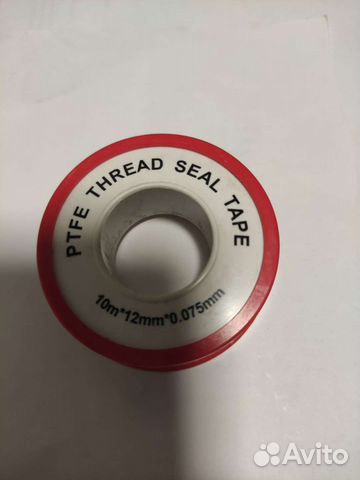 PTFE THREAD SEAL TAPE
10m*12mm*0.075mm
Avito